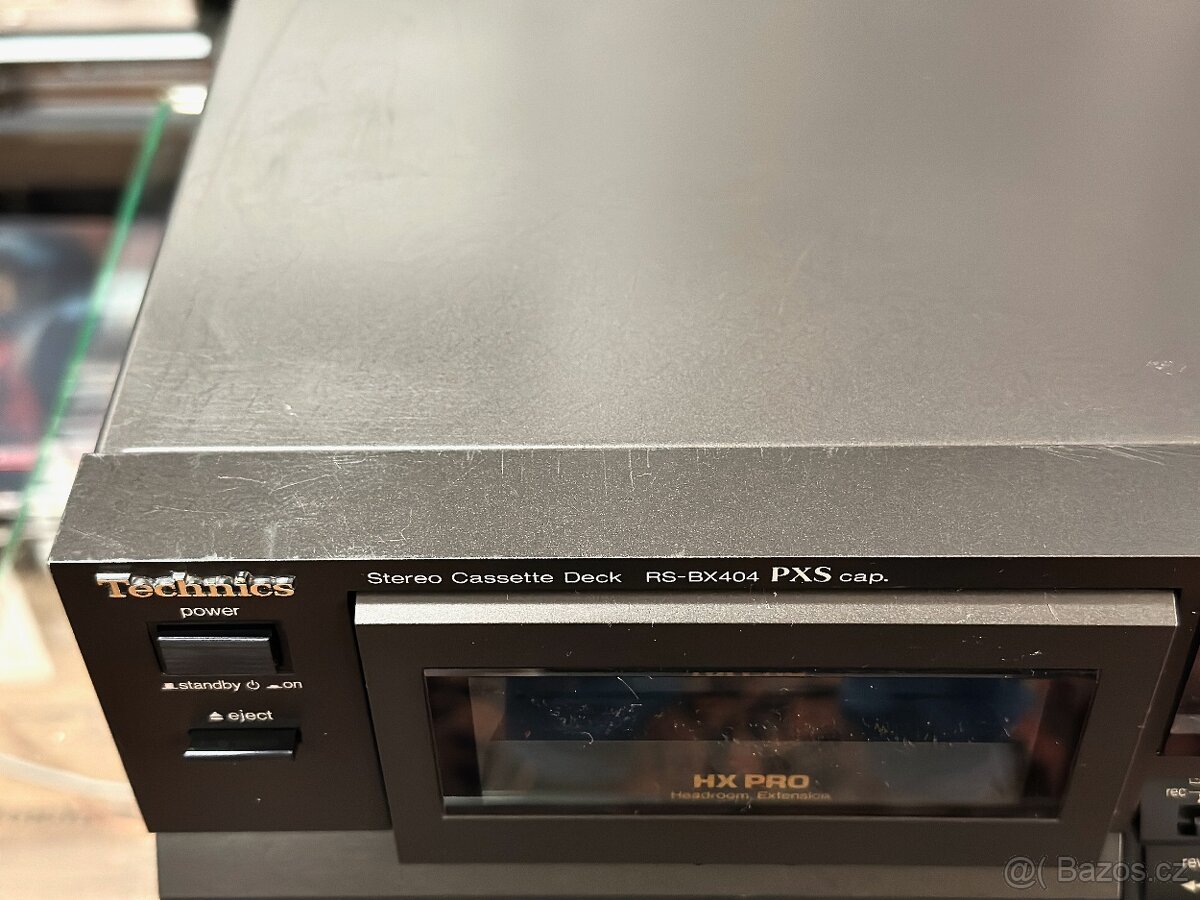 Technics
Stereo Cassette Deck RS-BX404 PXS cap.
power
standby on
eject
HX PRO
Headroom Extension
rec
rev
@( Bazos.cz